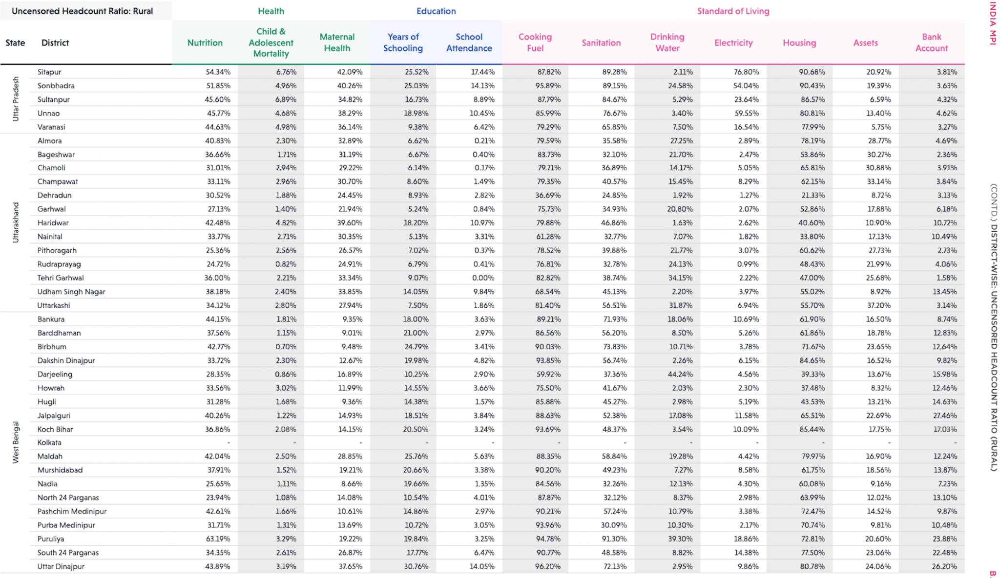 Uncensored Headcount Ratio: Rural Health Education Standard of Living
State District Nutrition Child & Adolescent Mortality Maternal Health Years of Schooling School Attendance Cooking Fuel Sanitation Drinking Water Electricity Housing Assets Bank Account
Uttar Pradesh
Sitapur 54.34% 6.76% 42.09% 25.52% 17.44% 87.82% 89.28% 2.11% 76.80% 90.68% 20.92% 3.81%
Sonbhadra 51.85% 4.96% 40.26% 25.03% 14.13% 95.89% 89.15% 24.58% 54.04% 90.43% 19.39% 3.63%
Sultanpur 45.60% 6.89% 34.82% 16.73% 8.89% 87.79% 84.67% 5.29% 23.64% 86.57% 6.59% 4.32%
Unnao 45.77% 4.68% 38.29% 18.98% 10.45% 85.99% 76.67% 3.40% 59.55% 80.81% 13.40% 4.62%
Varanasi 44.63% 4.98% 36.14% 9.38% 6.42% 79.29% 65.85% 7.50% 16.54% 77.99% 5.75% 3.27%
Uttarakhand
Almora 40.83% 2.30% 32.89% 6.62% 0.21% 79.59% 35.58% 27.25% 2.89% 78.19% 28.77% 4.69%
Bageshwar 36.66% 1.71% 31.19% 6.67% 0.40% 83.73% 32.10% 21.70% 2.47% 53.86% 30.27% 2.36%
Chamoli 31.01% 2.94% 29.22% 6.14% 0.17% 79.71% 36.89% 14.17% 5.05% 65.81% 30.88% 3.91%
Champawat 33.11% 2.96% 30.70% 8.60% 1.49% 79.35% 40.57% 15.45% 8.29% 62.15% 33.14% 3.84%
Dehradun 30.52% 1.88% 24.45% 8.93% 2.82% 36.69% 24.85% 1.92% 1.27% 21.33% 8.72% 3.13%
Garhwal 27.13% 1.40% 21.94% 5.24% 0.84% 75.73% 34.93% 20.80% 2.07% 52.86% 17.88% 6.18%
Haridwar 42.48% 4.82% 39.60% 18.20% 10.97% 79.88% 46.86% 1.63% 2.62% 40.60% 10.90% 10.72%
Nainital 33.77% 2.71% 30.35% 5.13% 3.31% 61.28% 32.77% 7.07% 1.82% 33.80% 17.13% 10.49%
Pithoragarh 25.36% 2.56% 26.57% 7.02% 0.37% 78.52% 39.88% 21.77% 3.07% 60.62% 27.73% 2.73%
Rudraprayag 24.72% 0.82% 24.91% 6.79% 0.41% 76.81% 32.78% 24.13% 0.99% 48.43% 21.99% 4.06%
Tehri Garhwal 36.00% 2.21% 33.34% 9.07% 0.00% 82.82% 38.74% 34.15% 2.22% 47.00% 25.68% 1.58%
Udham Singh Nagar 38.18% 2.40% 33.85% 14.05% 9.84% 68.54% 45.13% 2.20% 3.97% 55.02% 8.92% 13.45%
Uttarkashi 34.12% 2.80% 27.94% 7.50% 1.86% 81.40% 56.51% 31.87% 6.94% 55.70% 37.20% 3.14%
West Bengal
Bankura 44.15% 1.81% 9.35% 18.00% 3.63% 89.21% 71.93% 18.06% 10.69% 61.90% 16.50% 8.74%
Barddhaman 37.56% 1.15% 9.01% 21.00% 2.97% 86.56% 56.20% 8.50% 5.26% 61.86% 18.78% 12.83%
Birbhum 42.77% 0.70% 9.48% 24.79% 3.41% 90.03% 73.83% 10.71% 3.78% 71.67% 23.65% 12.64%
Dakshin Dinajpur 33.72% 2.30% 12.67% 19.98% 4.82% 93.85% 56.74% 2.26% 6.15% 84.65% 16.52% 9.82%
Darjeeling 28.35% 0.86% 16.89% 10.25% 2.90% 59.92% 37.36% 44.24% 4.56% 39.33% 13.67% 15.98%
Howrah 33.56% 3.02% 11.99% 14.55% 3.66% 75.50% 41.67% 2.03% 2.30% 37.48% 8.32% 12.46%
Hugli 31.28% 1.68% 9.36% 14.38% 1.57% 85.88% 45.27% 2.98% 5.19% 43.53% 13.21% 14.63%
Jalpaiguri 40.26% 1.22% 14.93% 18.51% 3.84% 88.63% 52.38% 17.08% 11.58% 65.51% 22.69% 27.46%
Koch Bihar 36.86% 2.08% 14.15% 20.50% 3.24% 93.69% 48.37% 3.54% 10.09% 85.44% 17.75% 17.03%
Kolkata - - - - - - - - - - - -
Maldah 42.04% 2.50% 28.85% 25.76% 5.63% 88.35% 58.84% 19.28% 4.42% 79.97% 16.90% 12.24%
Murshidabad 37.91% 1.52% 19.21% 20.66% 3.38% 90.20% 49.23% 7.27% 8.58% 61.75% 18.56% 13.87%
Nadia 25.65% 1.11% 8.66% 19.66% 1.35% 84.56% 32.26% 12.13% 4.30% 60.08% 9.16% 7.23%
North 24 Parganas 23.94% 1.08% 14.08% 10.54% 4.01% 87.87% 32.12% 8.37% 2.98% 63.99% 12.02% 13.10%
Pashchim Medinipur 42.61% 1.66% 10.61% 14.86% 2.97% 90.21% 57.24% 10.79% 3.38% 72.47% 14.52% 9.87%
Purba Medinipur 31.71% 1.31% 13.69% 10.72% 3.05% 93.96% 30.09% 10.30% 2.17% 70.74% 9.81% 10.48%
Puruliya 63.19% 3.29% 19.22% 19.84% 3.25% 94.78% 91.30% 39.30% 18.86% 72.81% 20.60% 23.88%
South 24 Parganas 34.35% 2.61% 26.87% 17.77% 6.47% 90.77% 48.58% 8.82% 14.38% 77.50% 23.06% 22.48%
Uttar Dinajpur 43.89% 3.19% 37.65% 30.76% 14.05% 96.20% 72.13% 2.95% 9.86% 80.78% 24.06% 26.20%
INDIA MPI
(CONTD.) DISTRICT-WISE: UNCENSORED HEADCOUNT RATIO (RURAL)
B.